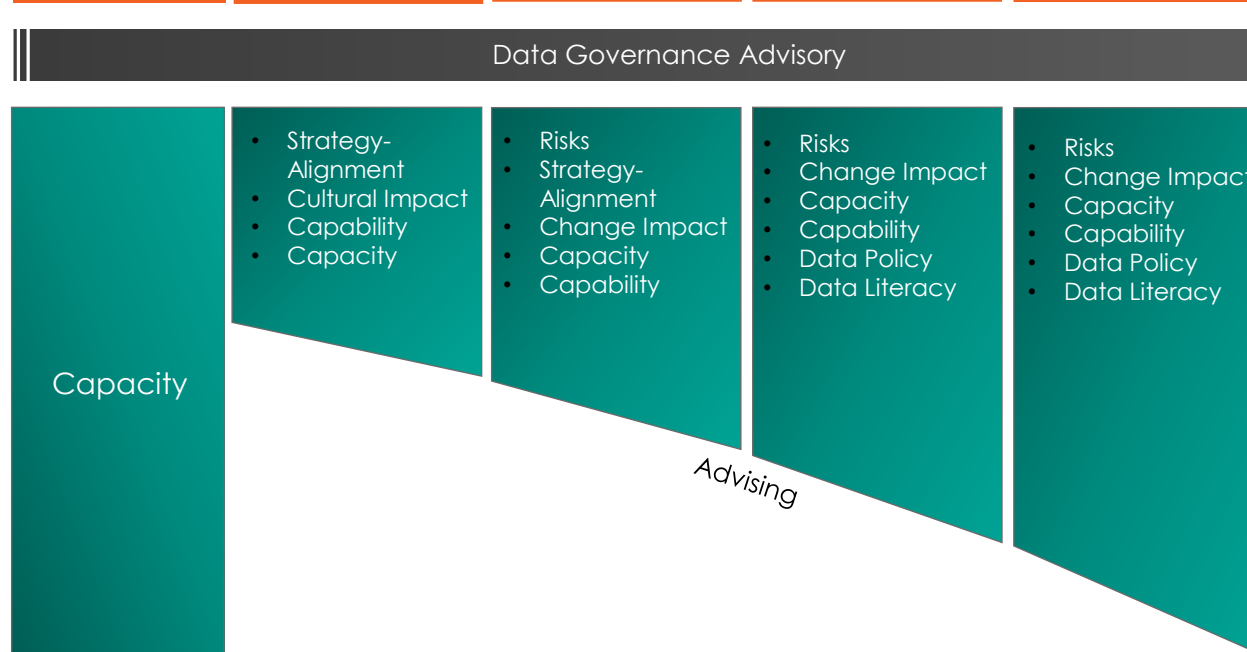 Data Governance Advisory
Capacity
• Strategy-
Alignment
• Cultural Impact
• Capability
• Capacity
• Risks
• Strategy-
Alignment
• Change Impact
• Capacity
• Capability
• Risks
• Change Impact
• Capacity
• Capability
• Data Policy
• Data Literacy
• Risks
• Change Impact
• Capacity
• Capability
• Data Policy
• Data Literacy
Advising